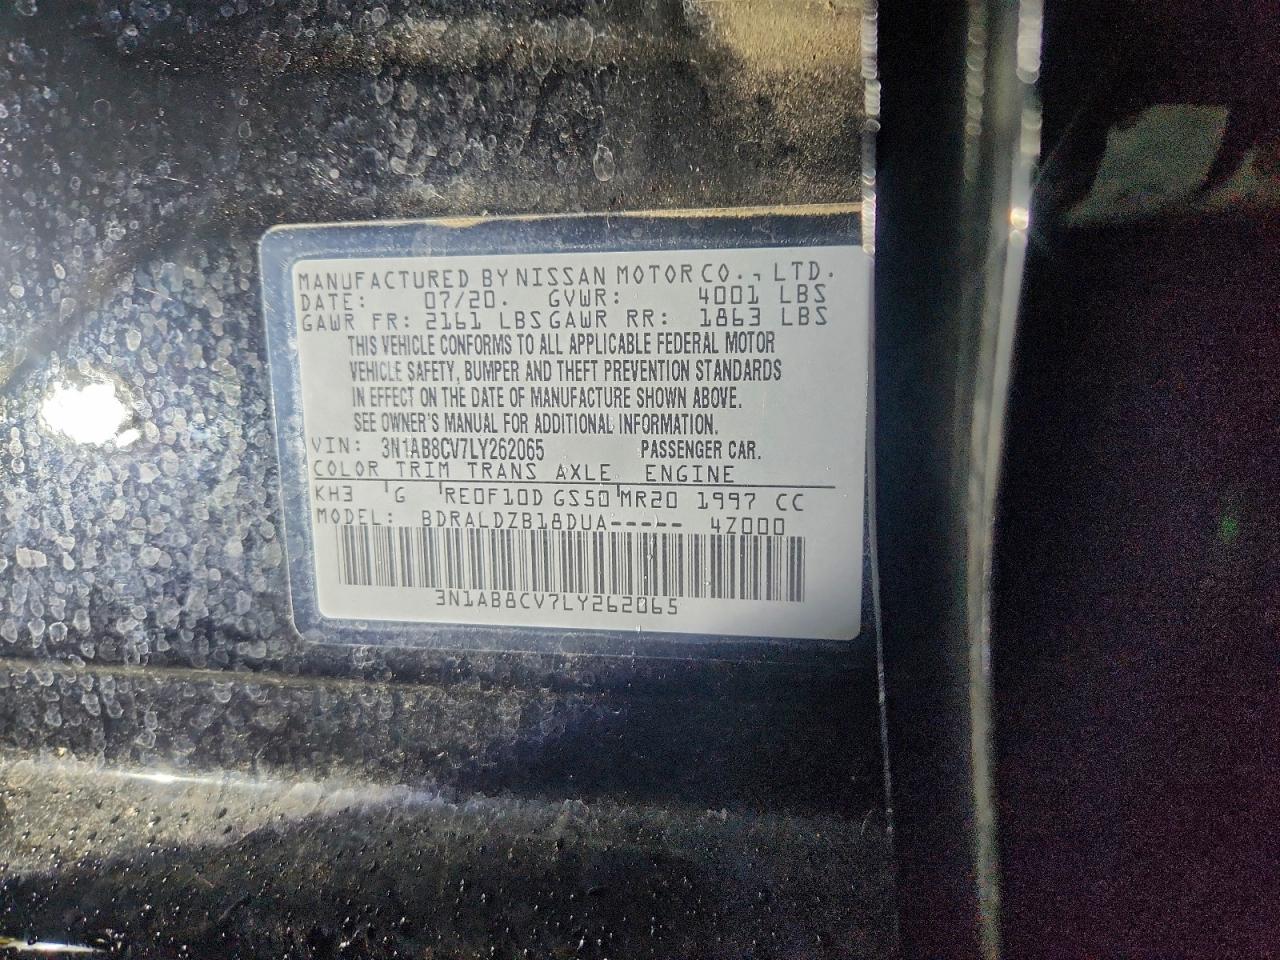 MANUFACTURED BY NISSAN MOTOR CO., LTD.
DATE: 07/20. GVWR: 4001 LBS
GAWR FR: 2161 LBS GAWR RR: 1863 LBS
THIS VEHICLE CONFORMS TO ALL APPLICABLE FEDERAL MOTOR
VEHICLE SAFETY, BUMPER AND THEFT PREVENTION STANDARDS
IN EFFECT ON THE DATE OF MANUFACTURE SHOWN ABOVE.
SEE OWNER'S MANUAL FOR ADDITIONAL INFORMATION.
VIN: 3N1AB8CV7LY262065 PASSENGER CAR.
COLOR TRIM TRANS AXLE ENGINE
KH3 G RE0F10D GS50 MR20 1997 CC
MODEL: BDRALDZB18DUA----- 4Z000
3N1AB8CV7LY262065